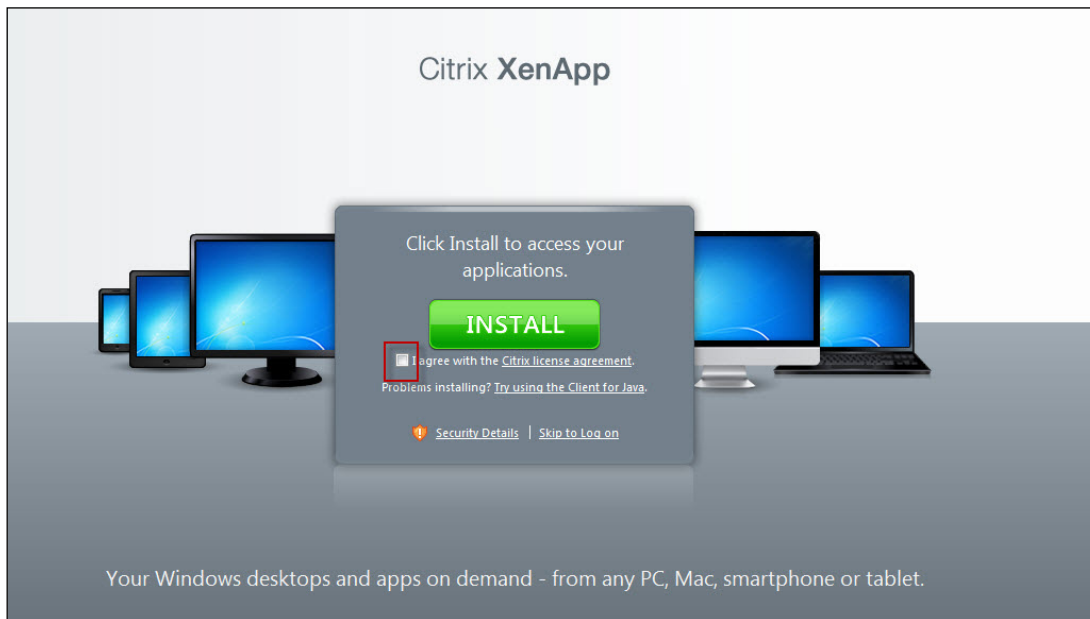 Citrix XenApp
Click Install to access your
applications.
INSTALL
I agree with the Citrix license agreement.
Problems installing? Try using the Client for Java.
Security Details | Skip to Log on
Your Windows desktops and apps on demand - from any PC, Mac, smartphone or tablet.